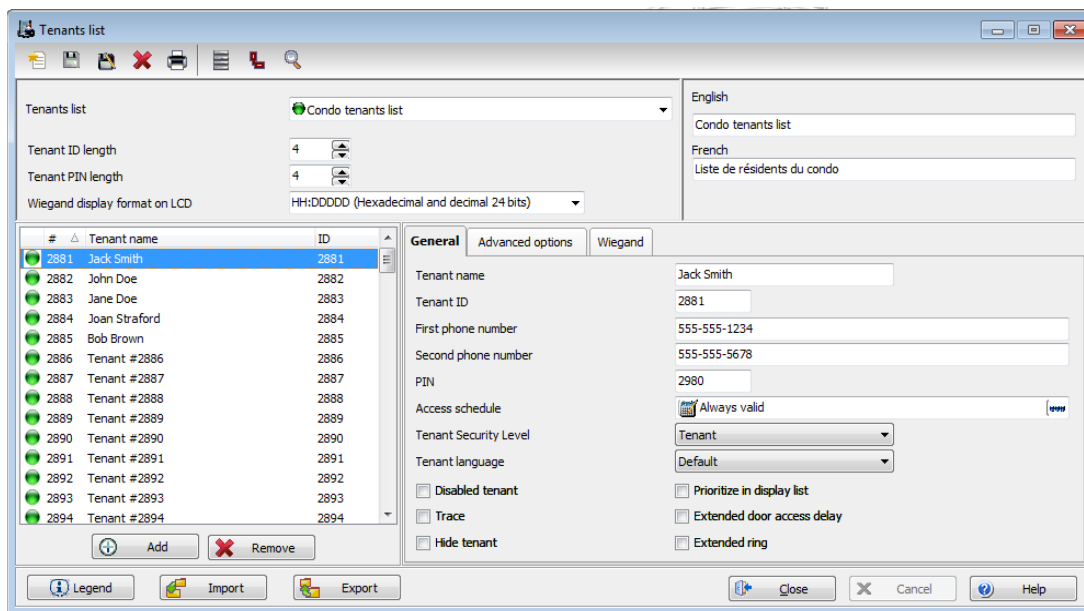 Tenants list
Tenants list
Condo tenants list
Tenant ID length
4
Tenant PIN length
4
Wiegand display format on LCD
HH:DDDDD (Hexadecimal and decimal 24 bits)
English
Condo tenants list
French
Liste de résidents du condo
# Tenant name ID
2881 Jack Smith 2881
2882 John Doe 2882
2883 Jane Doe 2883
2884 Joan Straford 2884
2885 Bob Brown 2885
2886 Tenant #2886 2886
2887 Tenant #2887 2887
2888 Tenant #2888 2888
2889 Tenant #2889 2889
2890 Tenant #2890 2890
2891 Tenant #2891 2891
2892 Tenant #2892 2892
2893 Tenant #2893 2893
2894 Tenant #2894 2894
Add Remove
General Advanced options Wiegand
Tenant name Jack Smith
Tenant ID 2881
First phone number 555-555-1234
Second phone number 555-555-5678
PIN 2980
Access schedule Always valid
Tenant Security Level Tenant
Tenant language Default
Disabled tenant Prioritize in display list
Trace Extended door access delay
Hide tenant Extended ring
Legend Import Export Close Cancel Help